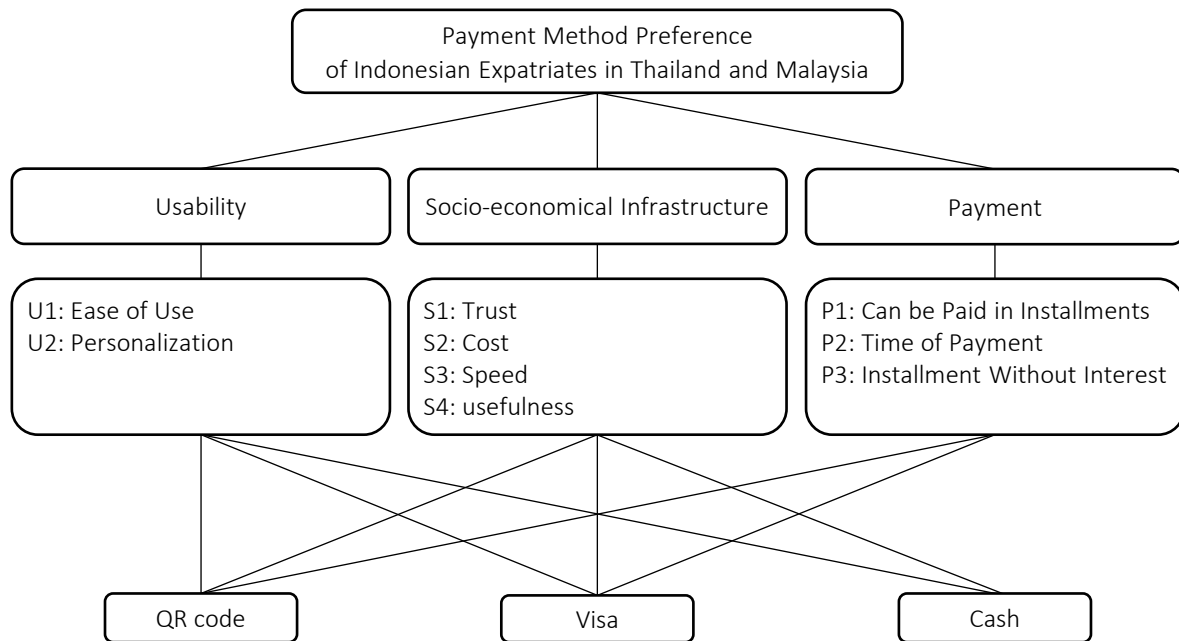 Payment Method Preference
of Indonesian Expatriates in Thailand and Malaysia
Usability
Socio-economical Infrastructure
Payment
U1: Ease of Use
U2: Personalization
S1: Trust
S2: Cost
S3: Speed
S4: usefulness
P1: Can be Paid in Installments
P2: Time of Payment
P3: Installment Without Interest
QR code
Visa
Cash